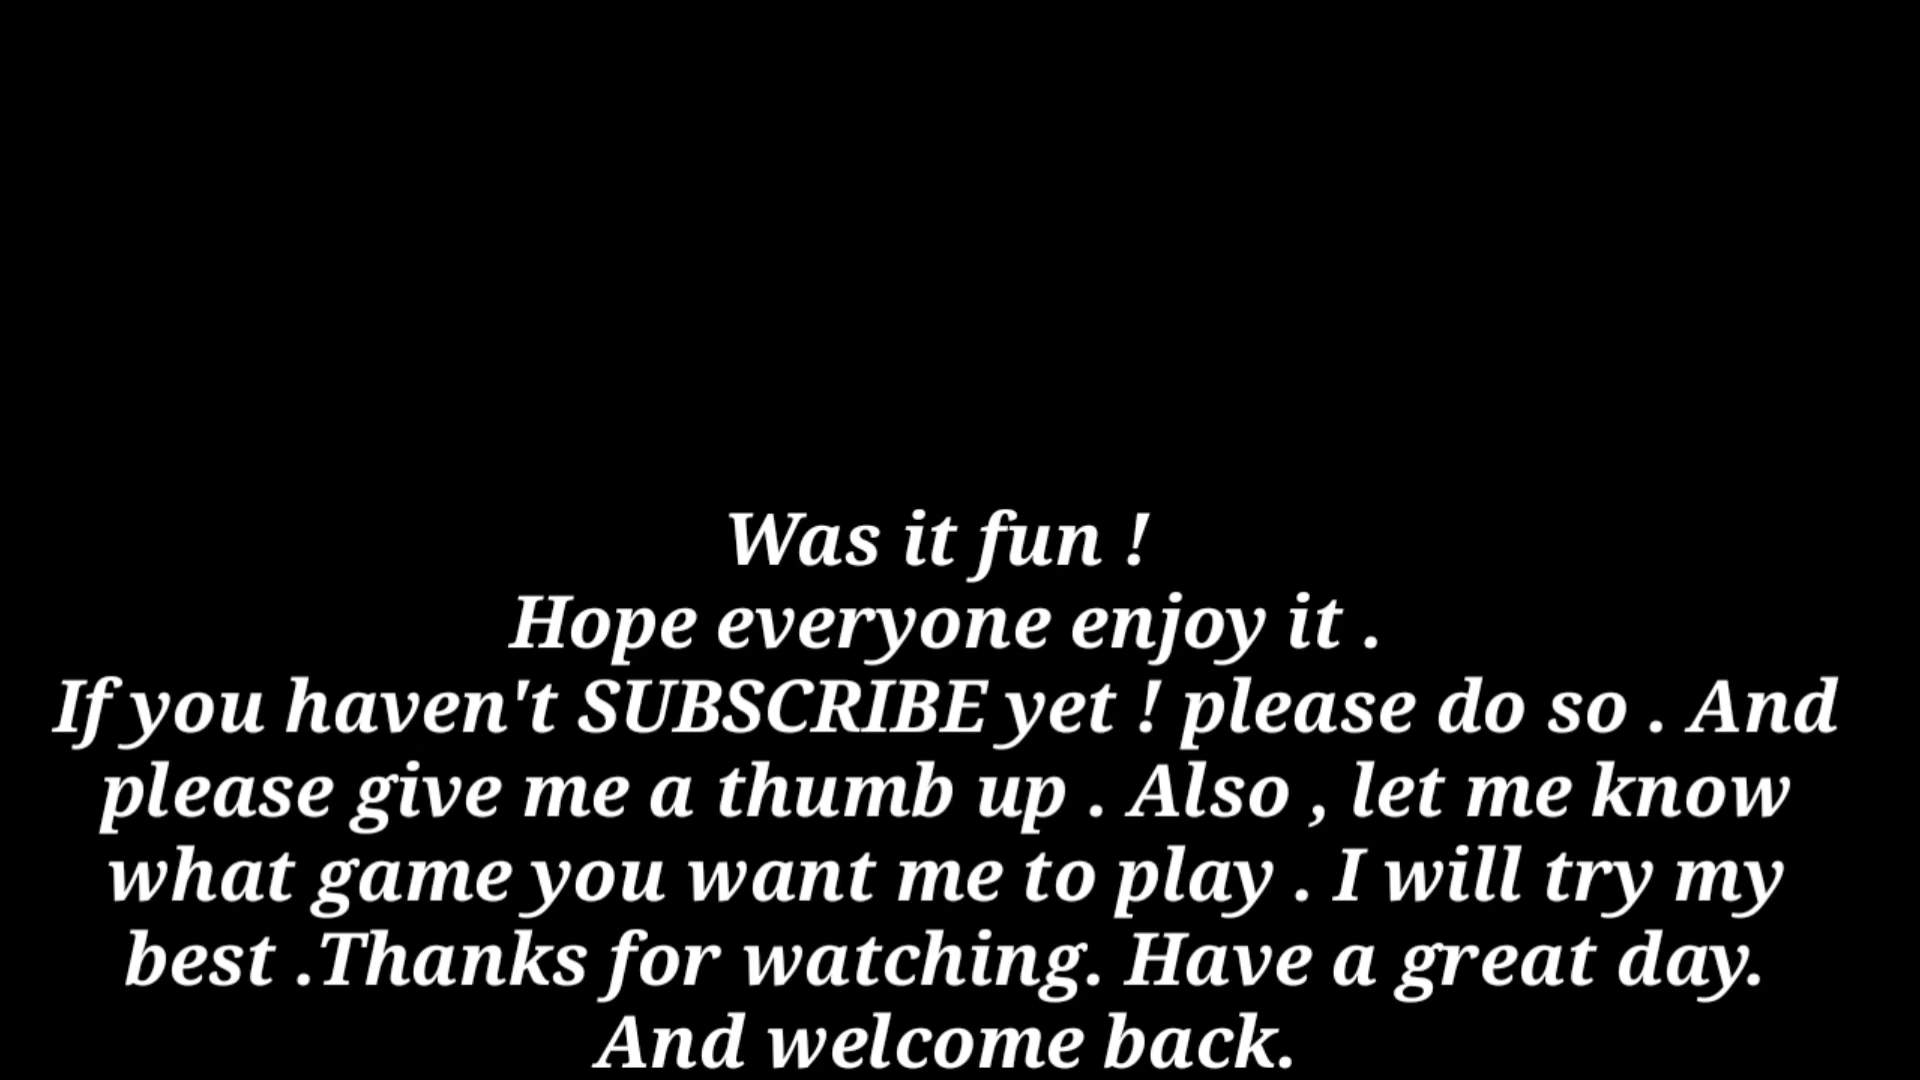 Was it fun !
Hope everyone enjoy it .
If you haven't SUBSCRIBE yet ! please do so . And
please give me a thumb up . Also , let me know
what game you want me to play . I will try my
best .Thanks for watching. Have a great day.
And welcome back.